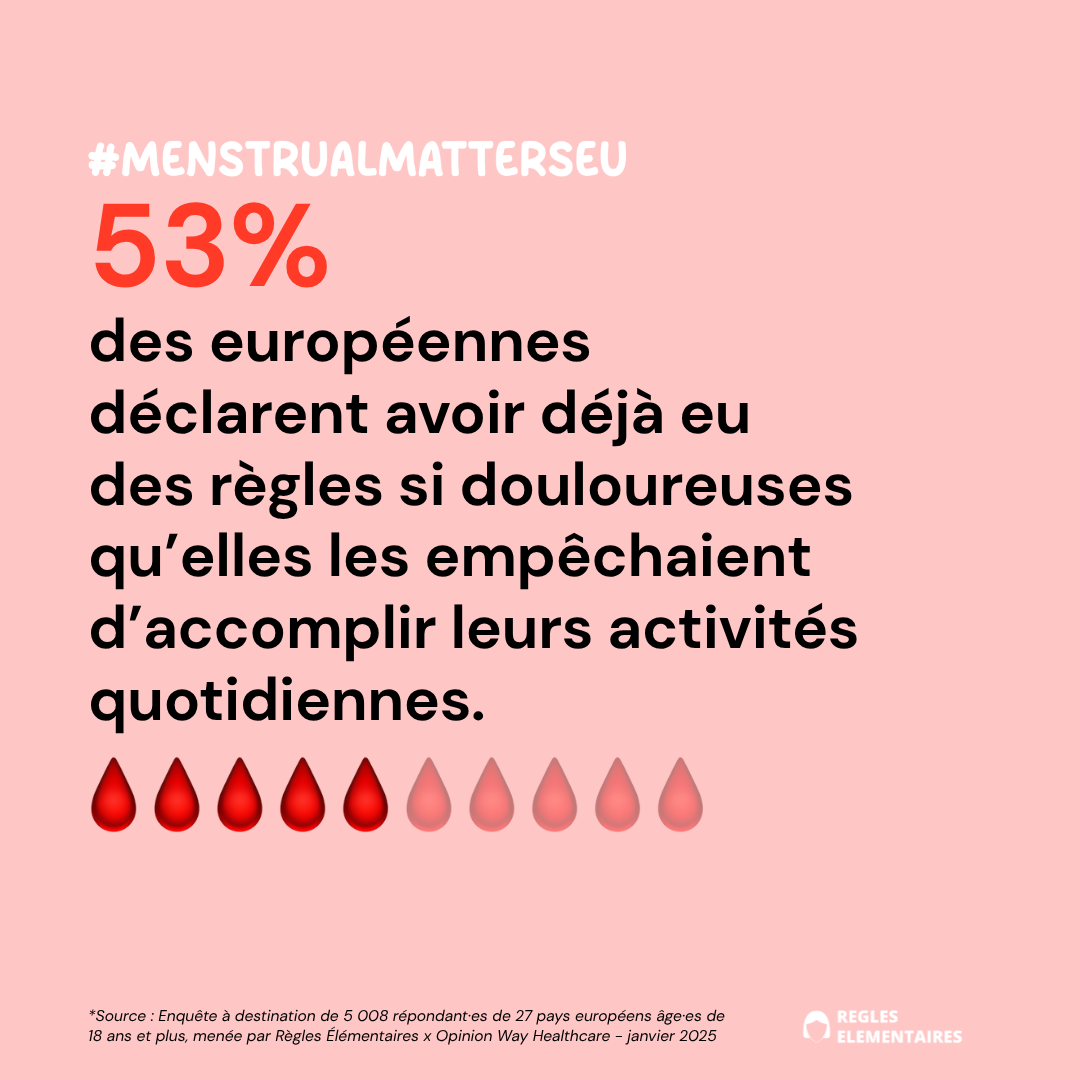 #MENSTRUALMATTERSEU
53%
des européennes
déclarent avoir déjà eu
des règles si douloureuses
qu’elles les empêchaient
d’accomplir leurs activités
quotidiennes.
*Source : Enquête à destination de 5 008 répondant·es de 27 pays européens âge·es de
18 ans et plus, menée par Règles Élémentaires x Opinion Way Healthcare - janvier 2025
REGLES
ELEMENTAIRES